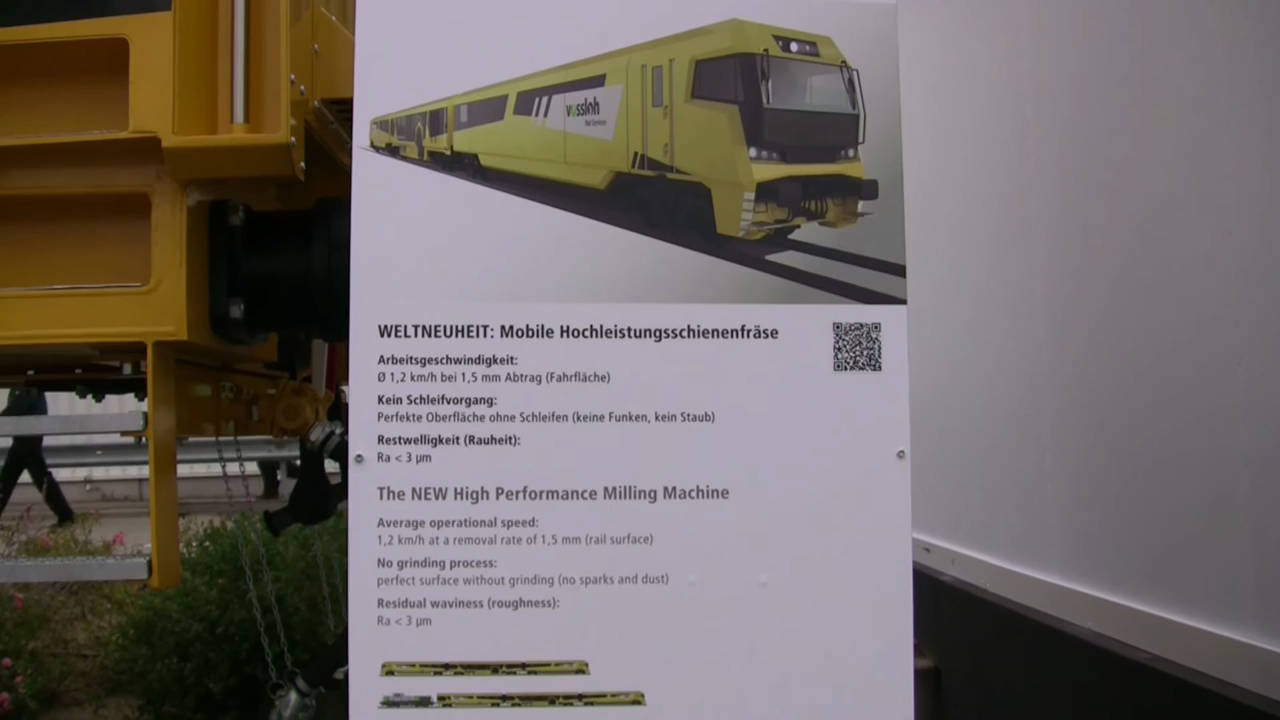 vossloh
Rail Services
WELTNEUHEIT: Mobile Hochleistungsschienenfräse
Arbeitsgeschwindigkeit:
Ø 1,2 km/h bei 1,5 mm Abtrag (Fahrfläche)
Kein Schleifvorgang:
Perfekte Oberfläche ohne Schleifen (keine Funken, kein Staub)
Restwelligkeit (Rauheit):
Ra < 3 µm
The NEW High Performance Milling Machine
Average operational speed:
1,2 km/h at a removal rate of 1,5 mm (rail surface)
No grinding process:
perfect surface without grinding (no sparks and dust)
Residual waviness (roughness):
Ra < 3 µm